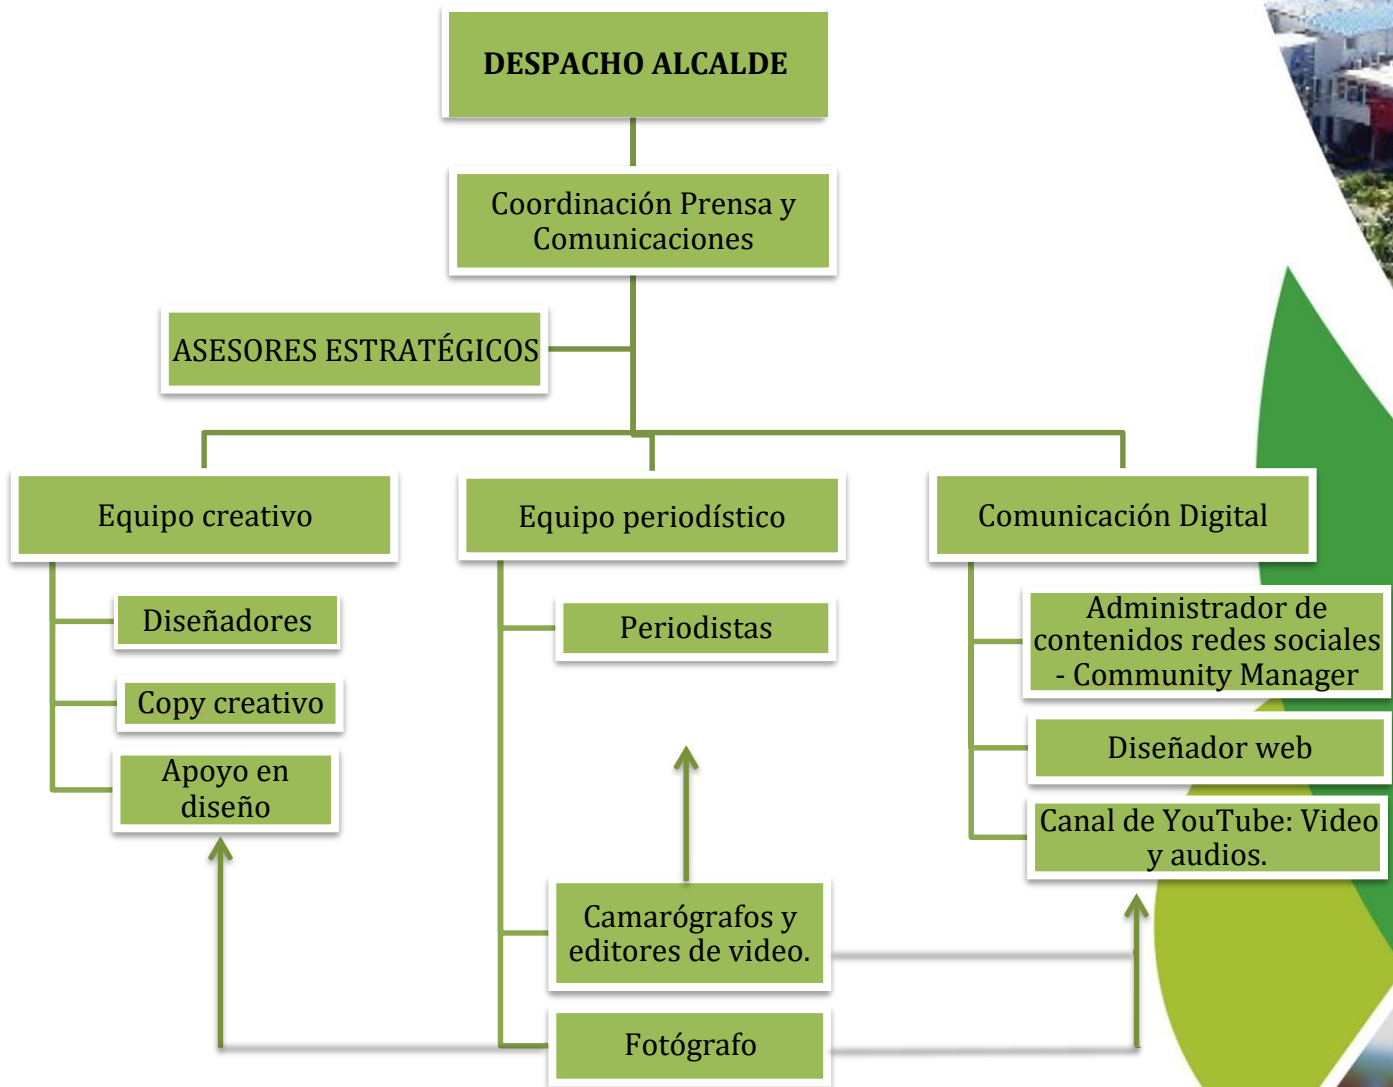 DESPACHO ALCALDE
Coordinación Prensa y
Comunicaciones
ASESORES ESTRATÉGICOS
Equipo creativo
Equipo periodístico
Comunicación Digital
Diseñadores
Copy creativo
Apoyo en
diseño
Periodistas
Camarógrafos y
editores de video.
Fotógrafo
Administrador de
contenidos redes sociales
- Community Manager
Diseñador web
Canal de YouTube: Video
y audios.